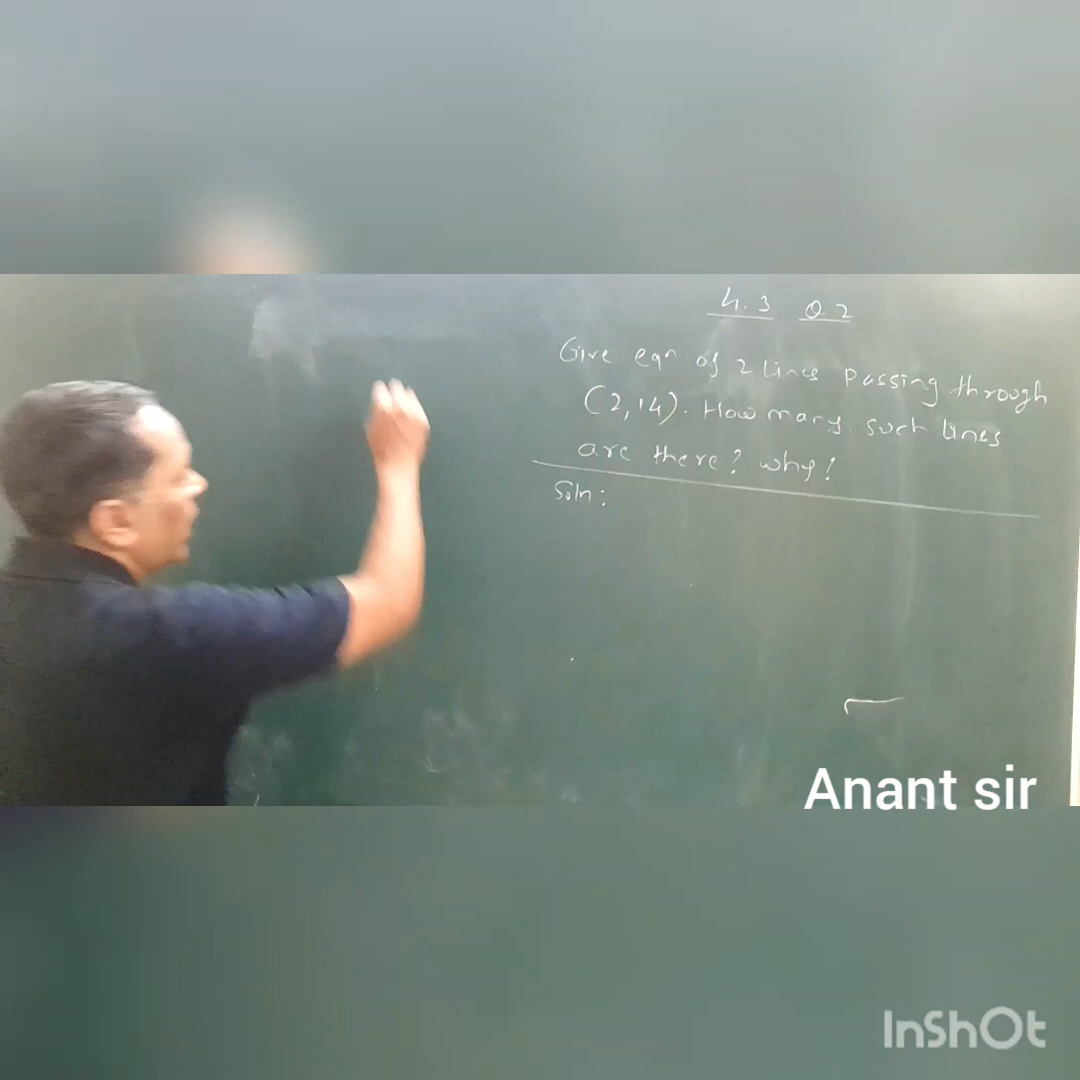 4.3 Q.2
Give eqn of 2 lines passing through
(2,14). How many such lines
are there? why?
Soln:
Anant sir
InShOt